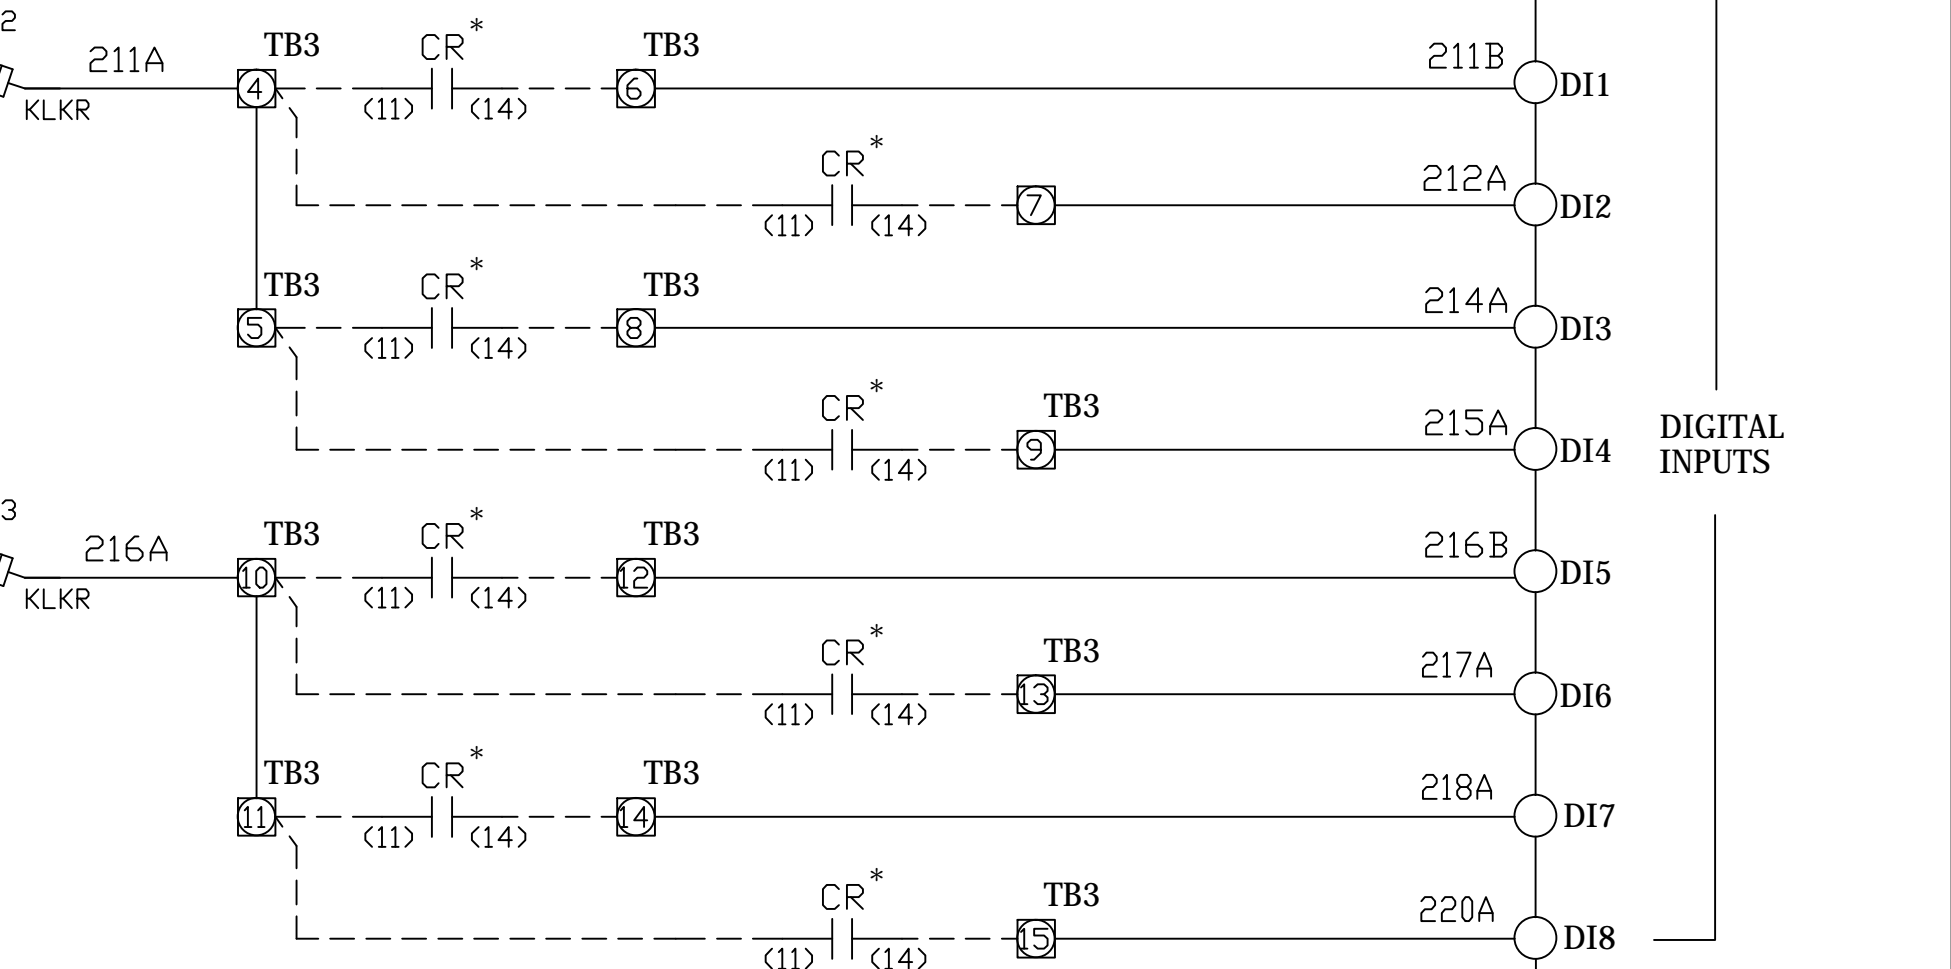 2
211A
KLKR
TB3
4
CR*
(11)
(14)
TB3
6
211B
DI1
CR*
(11)
(14)
7
212A
DI2
TB3
5
CR*
(11)
(14)
TB3
8
214A
DI3
CR*
(11)
(14)
TB3
9
215A
DI4
DIGITAL
INPUTS
3
216A
KLKR
TB3
10
CR*
(11)
(14)
TB3
12
216B
DI5
CR*
(11)
(14)
TB3
13
217A
DI6
TB3
11
CR*
(11)
(14)
TB3
14
218A
DI7
CR*
(11)
(14)
TB3
15
220A
DI8